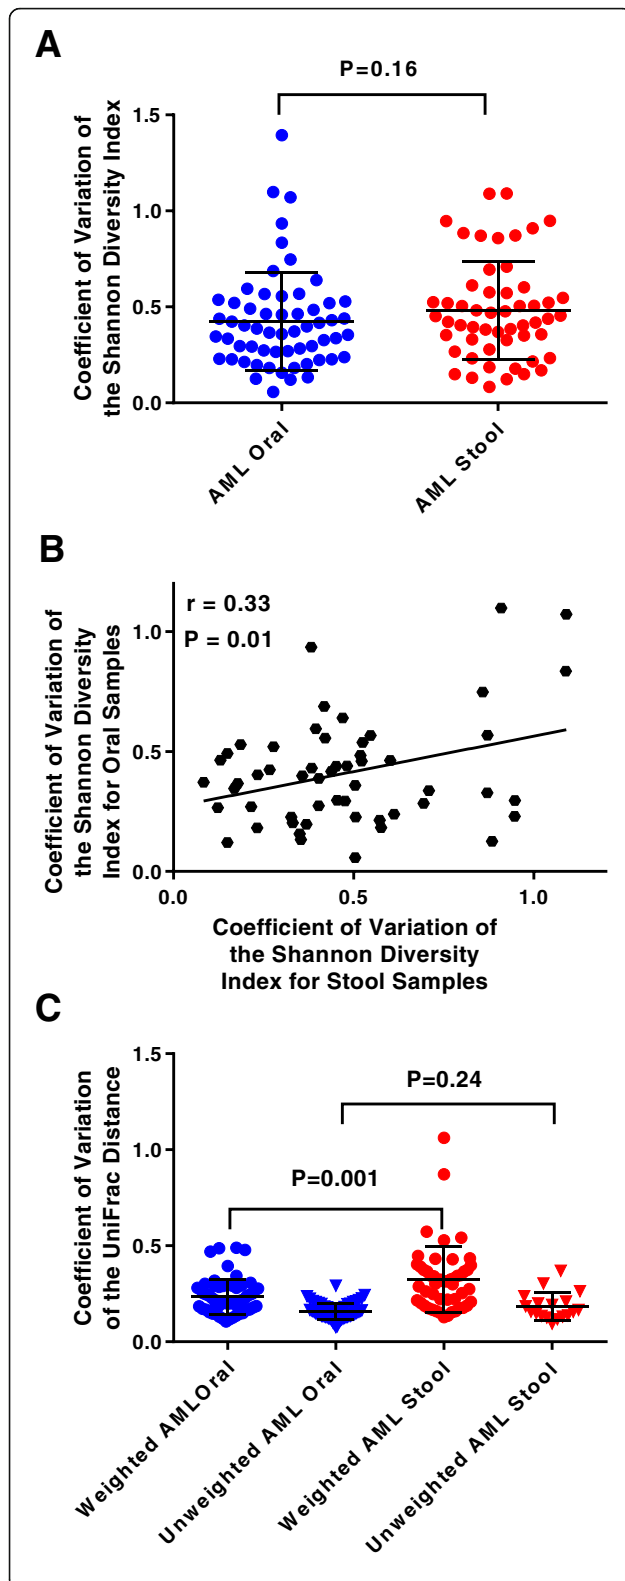 A
P=0.16
Coefficient of Variation of
the Shannon Diversity Index
1.5
1.0
0.5
0.0
AML Oral
AML Stool
B
Coefficient of Variation of
the Shannon Diversity
Index for Oral Samples
r = 0.33
P = 0.01
1.0
0.5
0.0
0.0
0.5
1.0
Coefficient of Variation of
the Shannon Diversity
Index for Stool Samples
C
Coefficient of Variation
of the UniFrac Distance
1.5
1.0
0.5
0.0
P=0.24
P=0.001
Weighted AMLOral
Unweighted AML Oral
Weighted AML Stool
Unweighted AML Stool